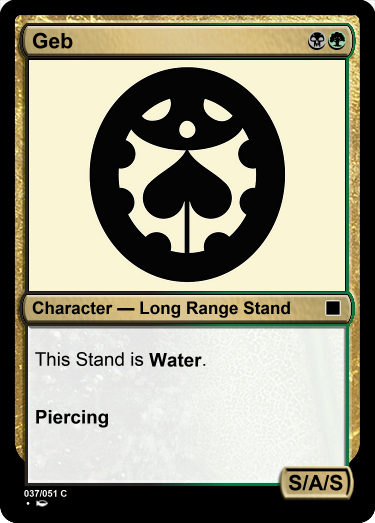 Geb
Character — Long Range Stand
This Stand is Water.
Piercing
S/A/S
037/051 C